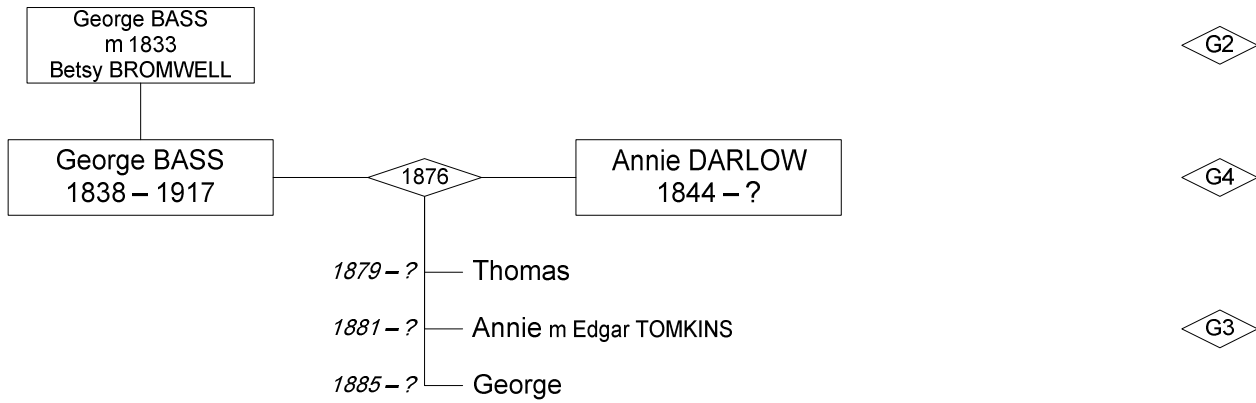 George BASS
m 1833
Betsy BROMWELL
G2
George BASS
1838 – 1917
1876
Annie DARLOW
1844 – ?
G4
1879 – ? Thomas
1881 – ? Annie m Edgar TOMKINS
G3
1885 – ? George